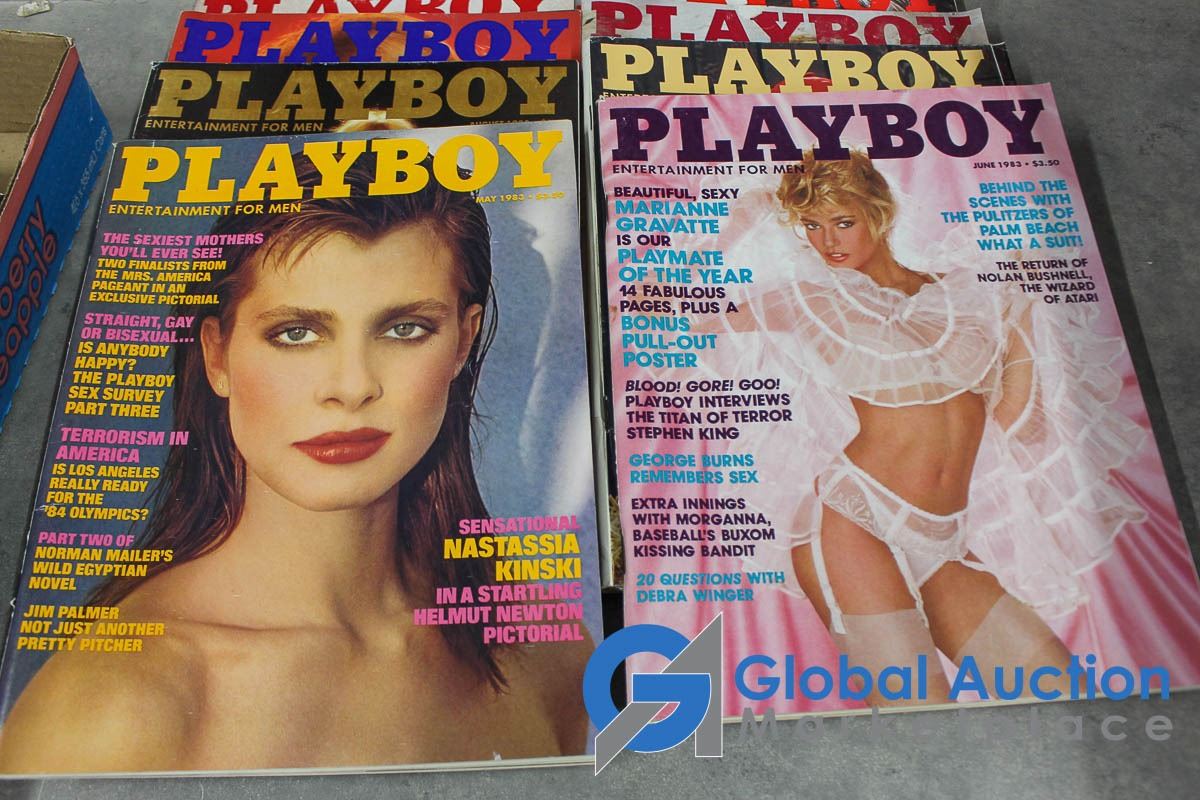 PLAYBOY
PLAYBOY
PLAYBOY
ENTERTAINMENT FOR MEN
PLAYBOY
ENTERTAINMENT FOR MEN
MAY 1983 • $3.50
THE SEXIEST MOTHERS
YOU'LL EVER SEE!
TWO FINALISTS FROM
THE MRS. AMERICA
PAGEANT IN AN
EXCLUSIVE PICTORIAL
STRAIGHT, GAY
OR BISEXUAL...
IS ANYBODY
HAPPY?
THE PLAYBOY
SEX SURVEY
PART THREE
TERRORISM IN
AMERICA
IS LOS ANGELES
REALLY READY
FOR THE
'84 OLYMPICS?
PART TWO OF
NORMAN MAILER'S
WILD EGYPTIAN
NOVEL
JIM PALMER
NOT JUST ANOTHER
PRETTY PITCHER
SENSATIONAL
NASTASSIA
KINSKI
IN A STARTLING
HELMUT NEWTON
PICTORIAL
PLAYBOY
PLAYBOY
PLAYBOY
ENTERTAINMENT FOR MEN
JUNE 1983 • $3.50
BEAUTIFUL, SEXY
MARIANNE
GRAVATTE
IS OUR
PLAYMATE
OF THE YEAR
14 FABULOUS
PAGES, PLUS A
BONUS
PULL-OUT
POSTER
BLOOD! GORE! GOO!
PLAYBOY INTERVIEWS
THE TITAN OF TERROR
STEPHEN KING
GEORGE BURNS
REMEMBERS SEX
EXTRA INNINGS
WITH MORGANNA,
BASEBALL'S BUXOM
KISSING BANDIT
20 QUESTIONS WITH
DEBRA WINGER
BEHIND THE
SCENES WITH
THE PULITZERS OF
PALM BEACH
WHAT A SUIT!
THE RETURN OF
NOLAN BUSHNELL,
THE WIZARD
OF ATARI
Global Auction
Marketplace